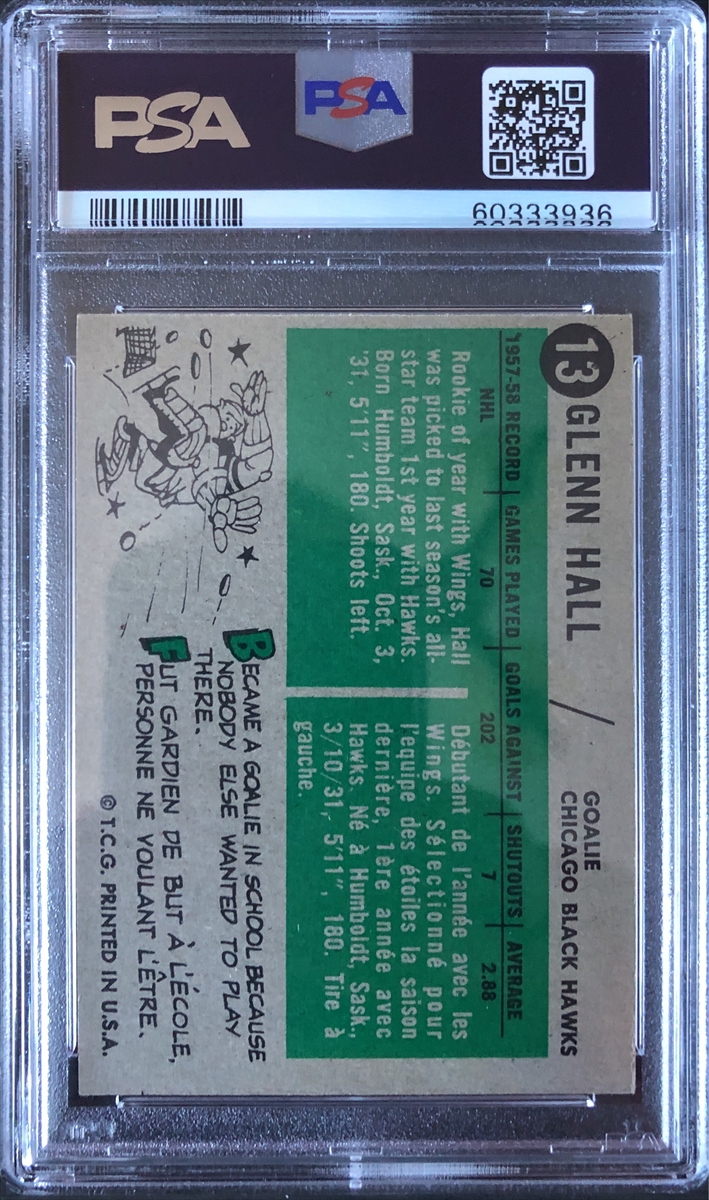 PSA
PSA
60333936
13 GLENN HALL /
GOALIE
CHICAGO BLACK HAWKS
1957-58 RECORD | GAMES PLAYED | GOALS AGAINST | SHUTOUTS | AVERAGE
NHL 70 202 7 2.88
Rookie of year with Wings, Hall
was picked to last season's all-
star team 1st year with Hawks.
Born Humboldt, Sask, Oct. 3,
'31, 5'11", 180. Shoots left.
Débutant de l'année avec les
Wings. Sélectionné pour
l'equipe des étoiles la saison
dernière, 1ère année avec
Hawks. Né à Humboldt, Sask.,
3/10/31, 5'11", 180. Tire à
gauche.
BECAME A GOALIE IN SCHOOL BECAUSE
NOBODY ELSE WANTED TO PLAY
THERE.
FUT GARDIEN DE BUT À L'ÉCOLE,
PERSONNE NE VOULANT L'ÊTRE.
© T.C.G. PRINTED IN U.S.A.
PSA